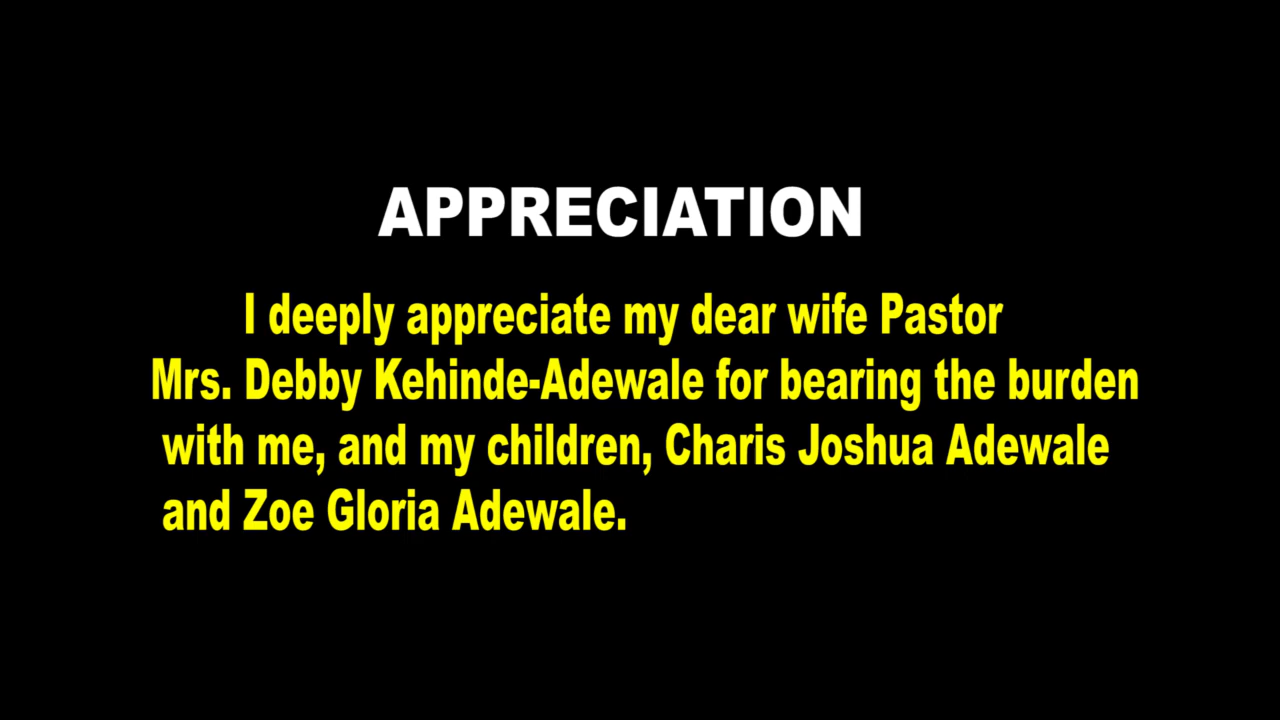 APPRECIATION
I deeply appreciate my dear wife Pastor
Mrs. Debby Kehinde-Adewale for bearing the burden
with me, and my children, Charis Joshua Adewale
and Zoe Gloria Adewale.